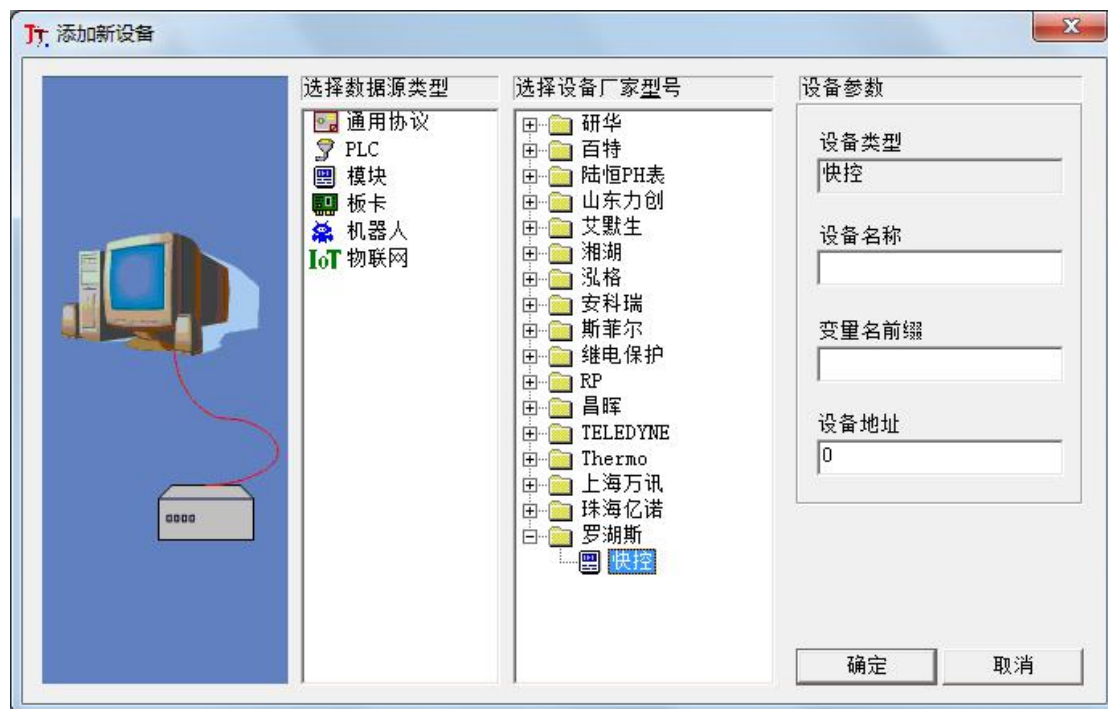 添加新设备
选择数据源类型
通用协议
PLC
模块
板卡
机器人
IoT 物联网
选择设备厂家型号
研华
百特
陆恒PH表
山东力创
艾默生
湘湖
泓格
安科瑞
斯菲尔
继电保护
RP
昌晖
TELEDYNE
Thermo
上海万讯
珠海亿诺
罗湖斯
快控
设备参数
设备类型
快控
设备名称
变量名前缀
设备地址
0
确定
取消